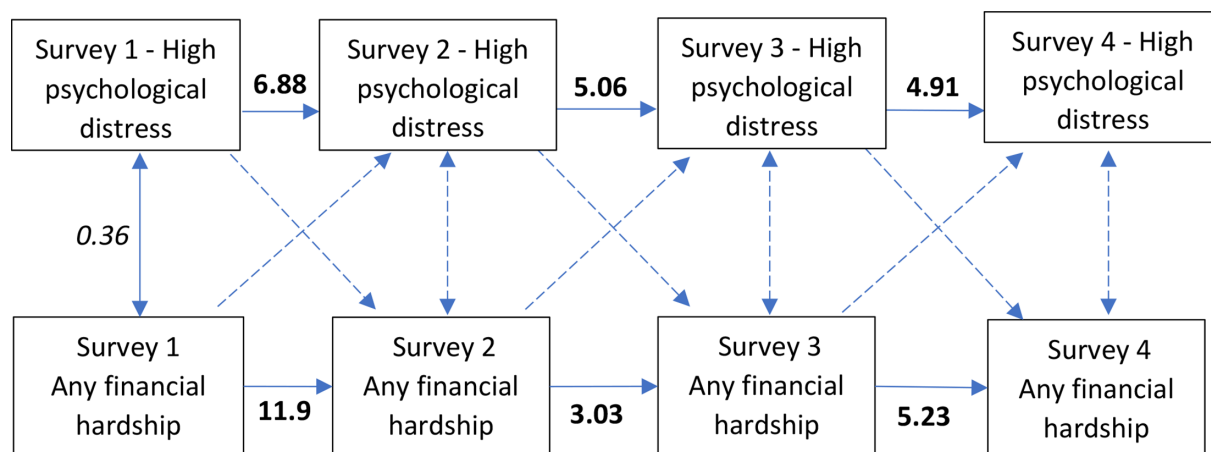 Survey 1 - High
psychological
distress
6.88
Survey 2 - High
psychological
distress
5.06
Survey 3 - High
psychological
distress
4.91
Survey 4 - High
psychological
distress
0.36
Survey 1
Any financial
hardship
11.9
Survey 2
Any financial
hardship
3.03
Survey 3
Any financial
hardship
5.23
Survey 4
Any financial
hardship